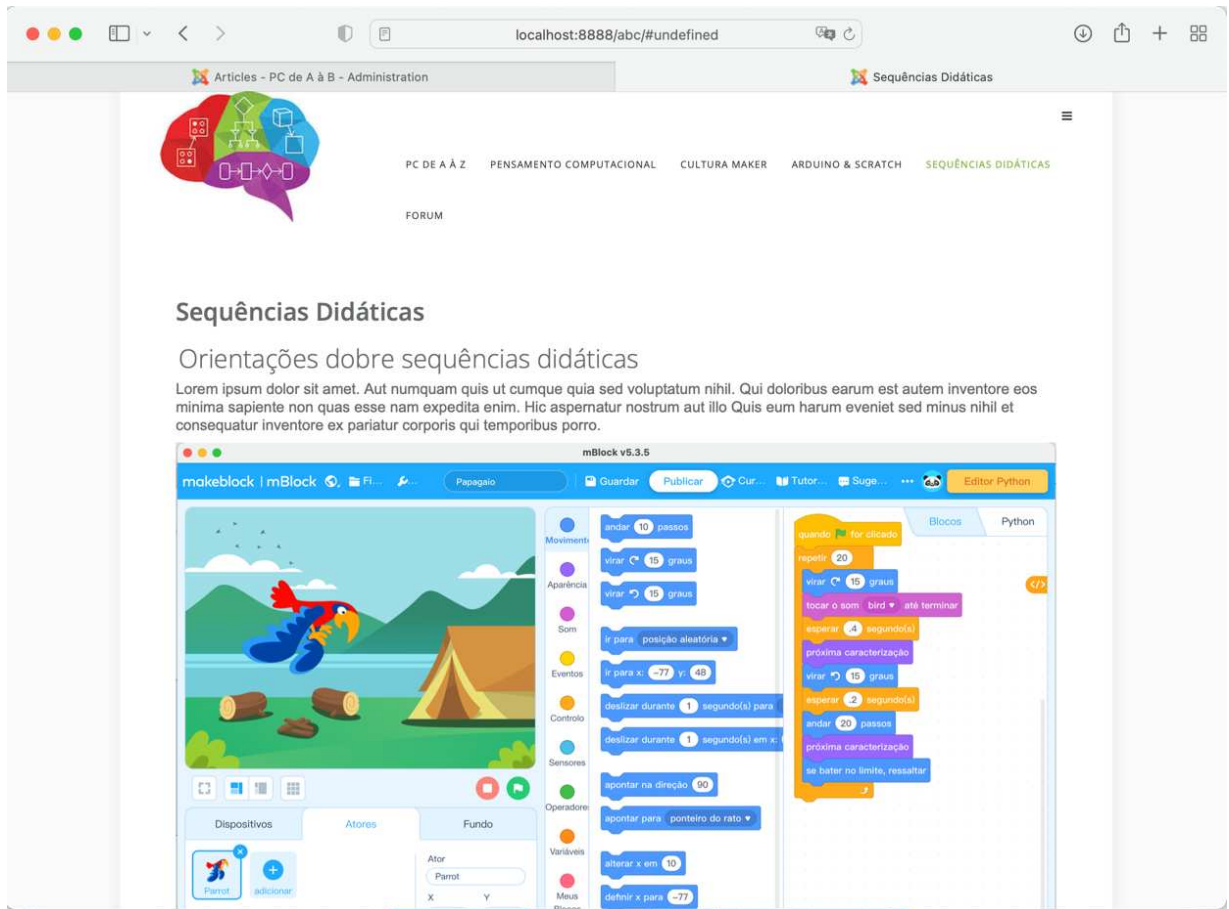 localhost:8888/abc/#undefined
Articles - PC de A à B - Administration
Sequências Didáticas
PC DE A À Z PENSAMENTO COMPUTACIONAL CULTURA MAKER ARDUINO & SCRATCH SEQUÊNCIAS DIDÁTICAS
FORUM
Sequências Didáticas
Orientações dobre sequências didáticas
Lorem ipsum dolor sit amet. Aut numquam quis ut cumque quia sed voluptatum nihil. Qui doloribus earum est autem inventore eos
minima sapiente non quas esse nam expedita enim. Hic aspernatur nostrum aut illo Quis eum harum eveniet sed minus nihil et
consequatur inventore ex pariatur corporis qui temporibus porro.
mBlock v5.3.5
makeblock | mBlock Fi... Papagaio Guardar Publicar Cur... Tutor... Suge... ... Editor Python
Blocos Python
Movimento
Aparência
Som
Eventos
Controlo
Sensores
Operadores
Variáveis
Meus
andar 10 passos
virar 15 graus
virar 15 graus
ir para posição aleatória
ir para x: -77 y: 48
deslizar durante 1 segundo(s) para
deslizar durante 1 segundo(s) em x:
apontar na direção 90
apontar para ponteiro do rato
alterar x em 10
definir x para -77
quando for clicado
repetir 20
virar 15 graus
tocar o som bird até terminar
esperar .4 segundo(s)
próxima caracterização
virar 15 graus
esperar .2 segundo(s)
andar 20 passos
próxima caracterização
se bater no limite, ressaltar
Dispositivos Atores Fundo
Parrot
adicionar
Ator
Parrot
X Y